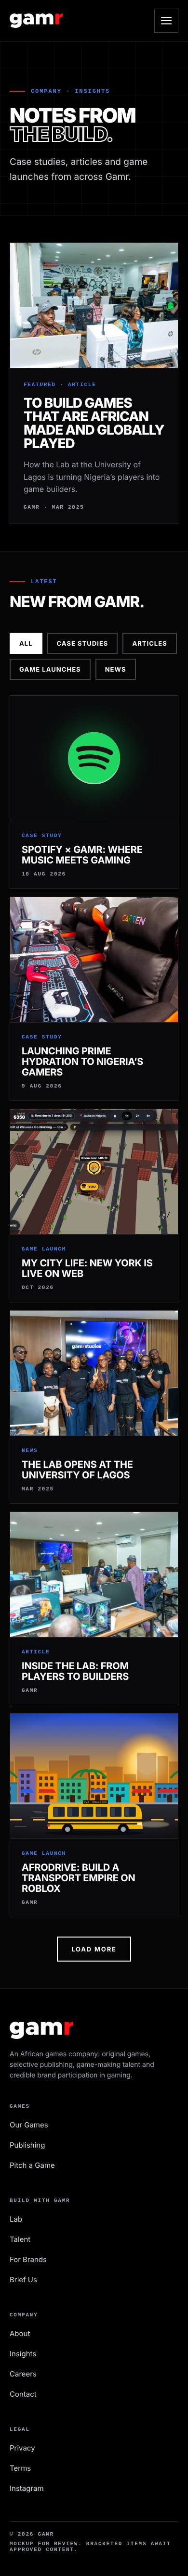 gamr
COMPANY · INSIGHTS
NOTES FROM
THE BUILD.
Case studies, articles and game
launches from across Gamr.
FEATURED · ARTICLE
TO BUILD GAMES
THAT ARE AFRICAN
MADE AND GLOBALLY
PLAYED
How the Lab at the University of
Lagos is turning Nigeria's players into
game builders.
GAMR · MAR 2025
LATEST
NEW FROM GAMR.
ALL
CASE STUDIES
ARTICLES
GAME LAUNCHES
NEWS
CASE STUDY
SPOTIFY × GAMR: WHERE
MUSIC MEETS GAMING
18 AUG 2026
OMEN
CASE STUDY
LAUNCHING PRIME
HYDRATION TO NIGERIA'S
GAMERS
9 AUG 2026
$350
GAME LAUNCH
MY CITY LIFE: NEW YORK IS
LIVE ON WEB
OCT 2026
gamr studios
NEWS
THE LAB OPENS AT THE
UNIVERSITY OF LAGOS
MAR 2025
ARTICLE
INSIDE THE LAB: FROM
PLAYERS TO BUILDERS
GAMR
GAME LAUNCH
AFRODRIVE: BUILD A
TRANSPORT EMPIRE ON
ROBLOX
GAMR
LOAD MORE
gamr
An African games company: original games,
selective publishing, game-making talent and
credible brand participation in gaming.
GAMES
Our Games
Publishing
Pitch a Game
BUILD WITH GAMR
Lab
Talent
For Brands
Brief Us
COMPANY
About
Insights
Careers
Contact
LEGAL
Privacy
Terms
Instagram
© 2026 GAMR
MOCKUP FOR REVIEW. BRACKETED ITEMS AWAIT
APPROVED CONTENT.